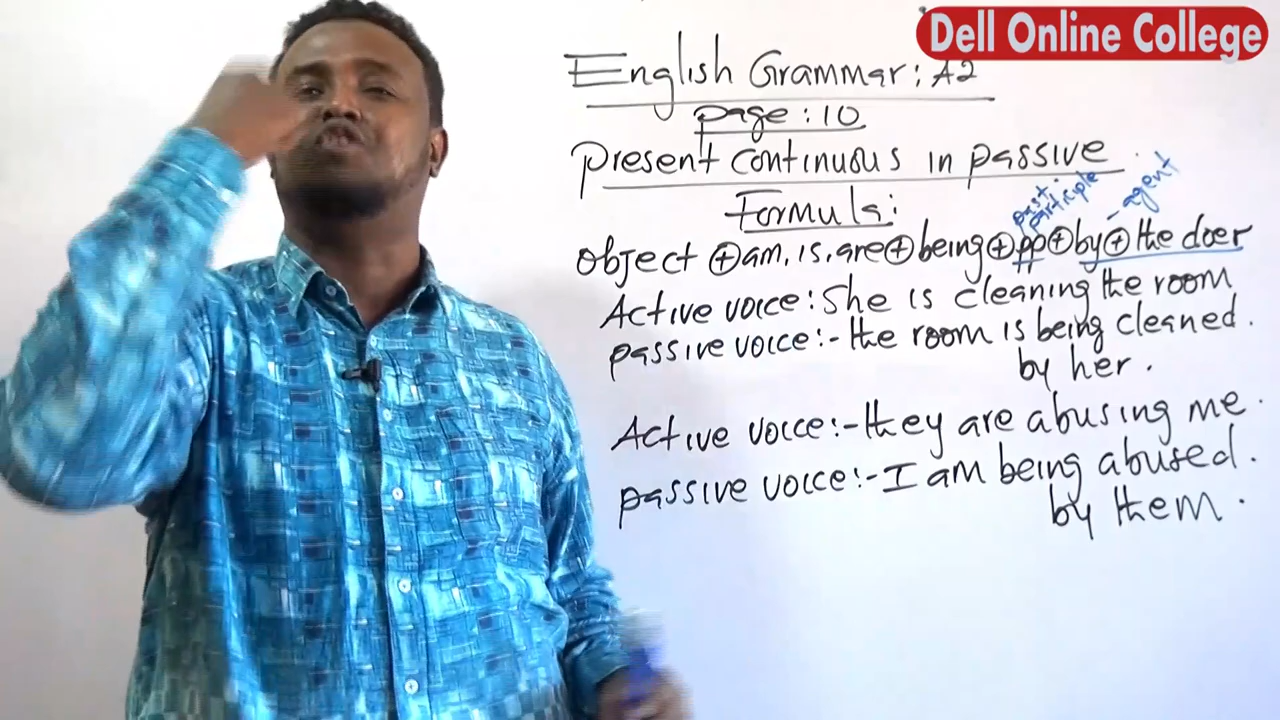 Dell Online College
English Grammar: A2
page: 10
Present continuous in passive
Formula:
past participle
- agent
object + am, is, are + being + pp + by + the doer
Active voice: She is cleaning the room
passive voice:- the room is being cleaned.
by her.
Active voice:- they are abusing me.
passive voice:- I am being abused.
by them.